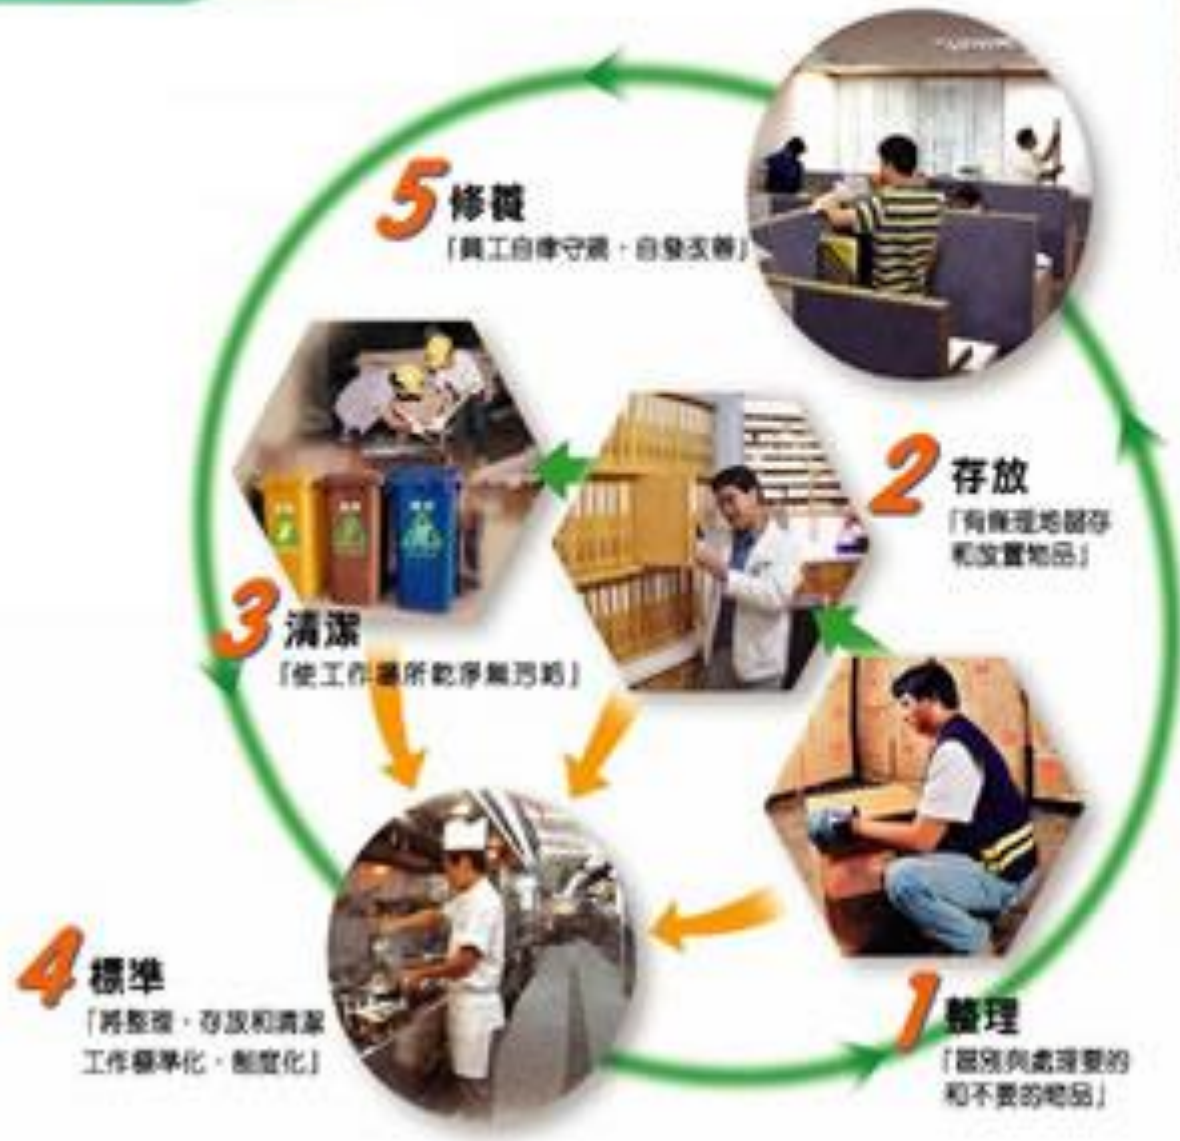 5 修養
「員工自律守規・自發改善」
2 存放
「有條理地儲存
和放置物品」
3 清潔
「使工作場所乾淨無污垢」
4 標準
「將整理・存放和清潔
工作標準化・制度化」
1 整理
「區別與處理要的
和不要的物品」